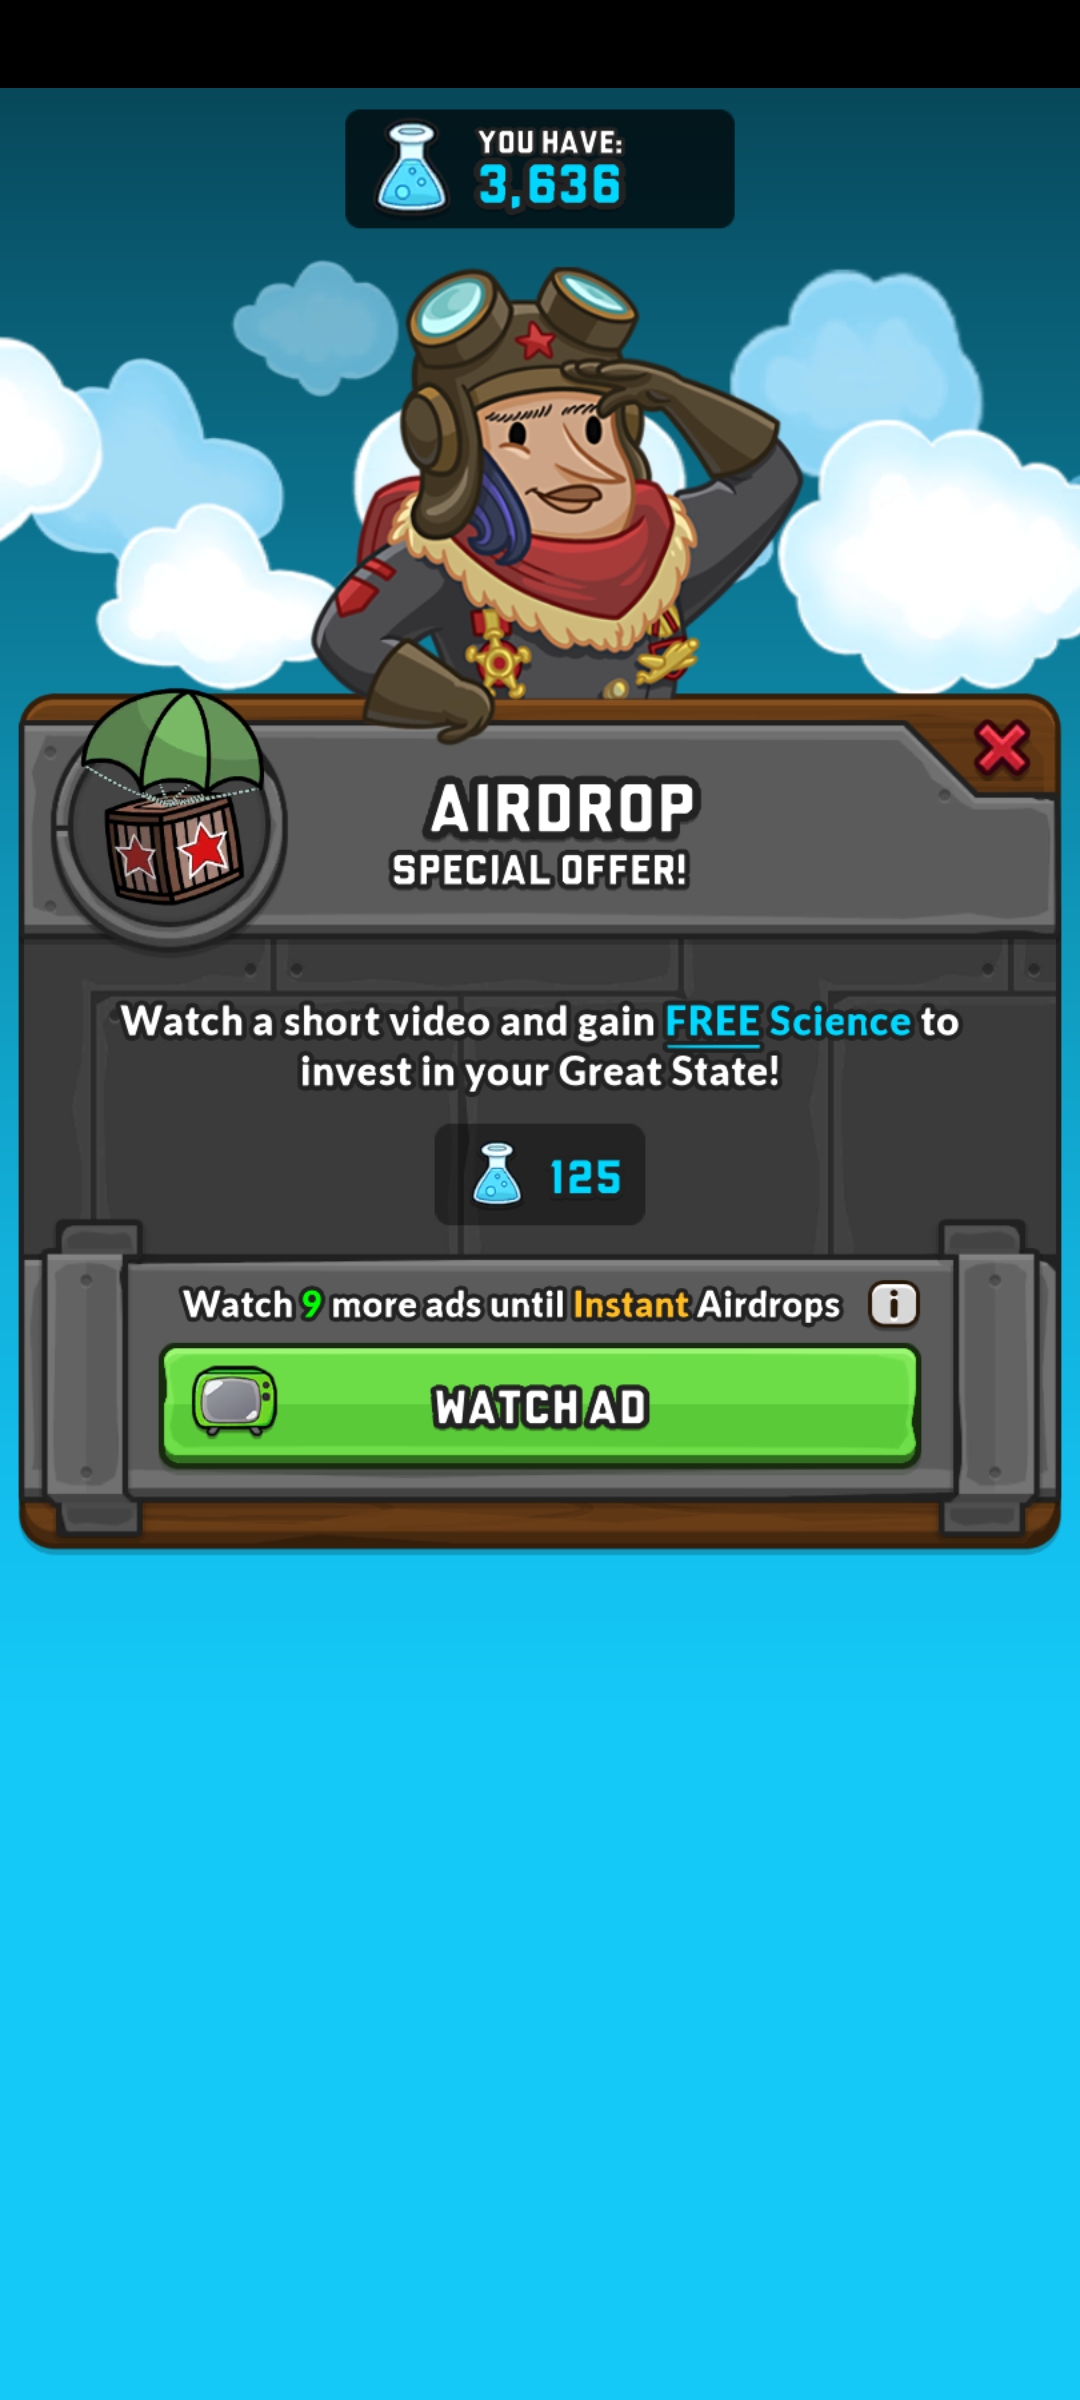 YOU HAVE:
3,636
AIRDROP
SPECIAL OFFER!
Watch a short video and gain FREE Science to
invest in your Great State!
125
Watch 9 more ads until Instant Airdrops
i
WATCH AD